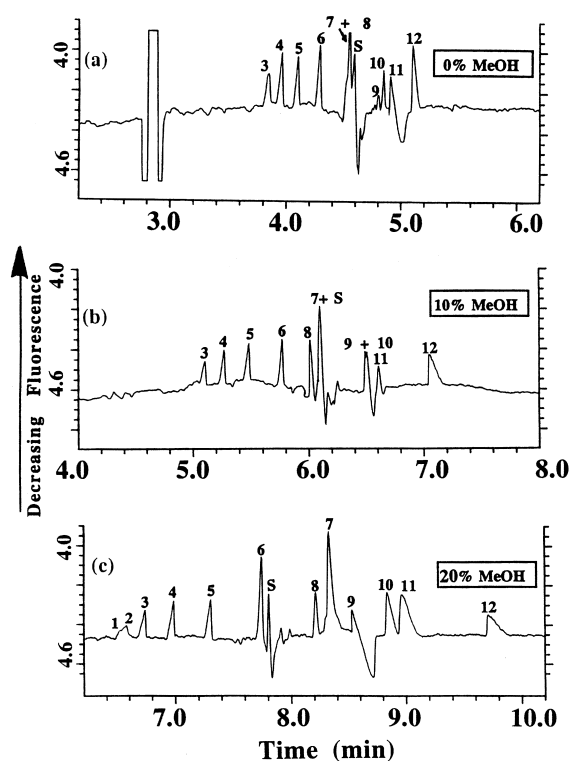 7 + 8
(a) 4.0 3 4 5 6 S 9 10 11 12 0% MeOH
4.6
3.0 4.0 5.0 6.0
4.0 7+ S 10% MeOH
(b) 3 4 5 6 8 9 + 10 11 12
4.6
4.0 5.0 6.0 7.0 8.0
7
(c) 4.0 1 2 3 4 5 6 S 8 9 10 11 12 20% MeOH
4.6
7.0 8.0 9.0 10.0
Time (min)
Decreasing Fluorescence